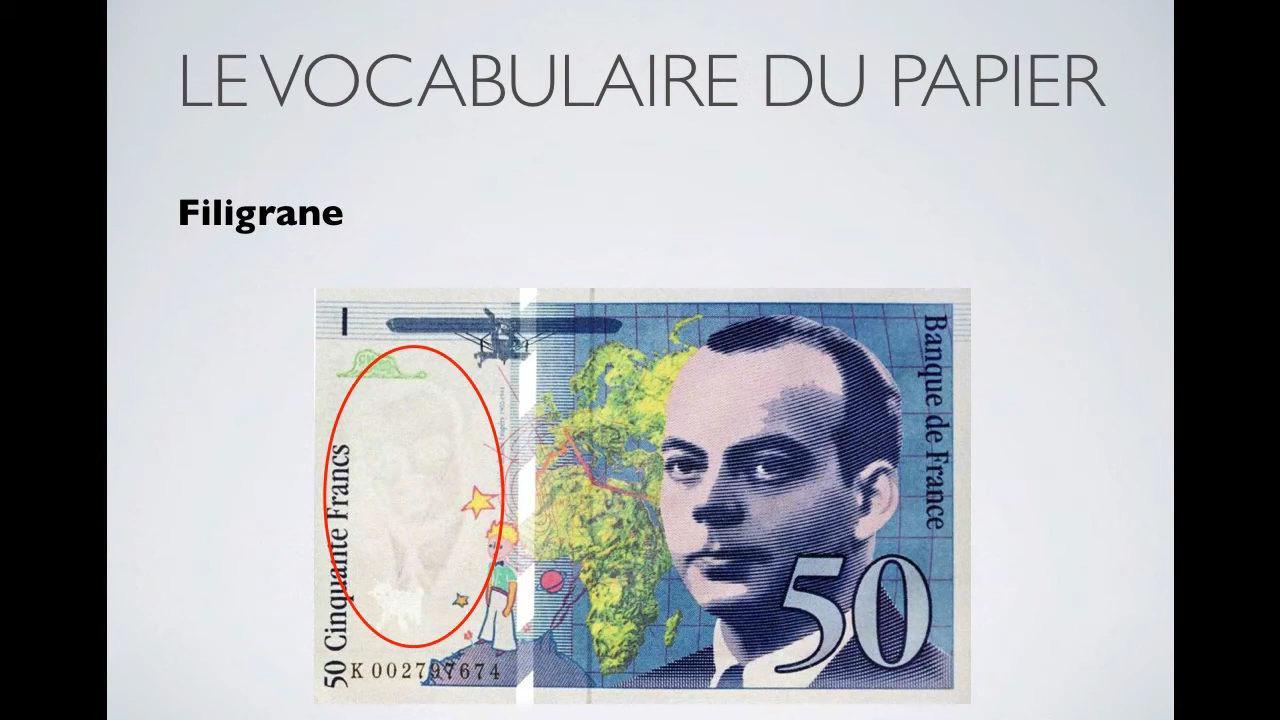 LE VOCABULAIRE DU PAPIER
Filigrane
50 Cinquante Francs
K 002797674
Banque de France
50